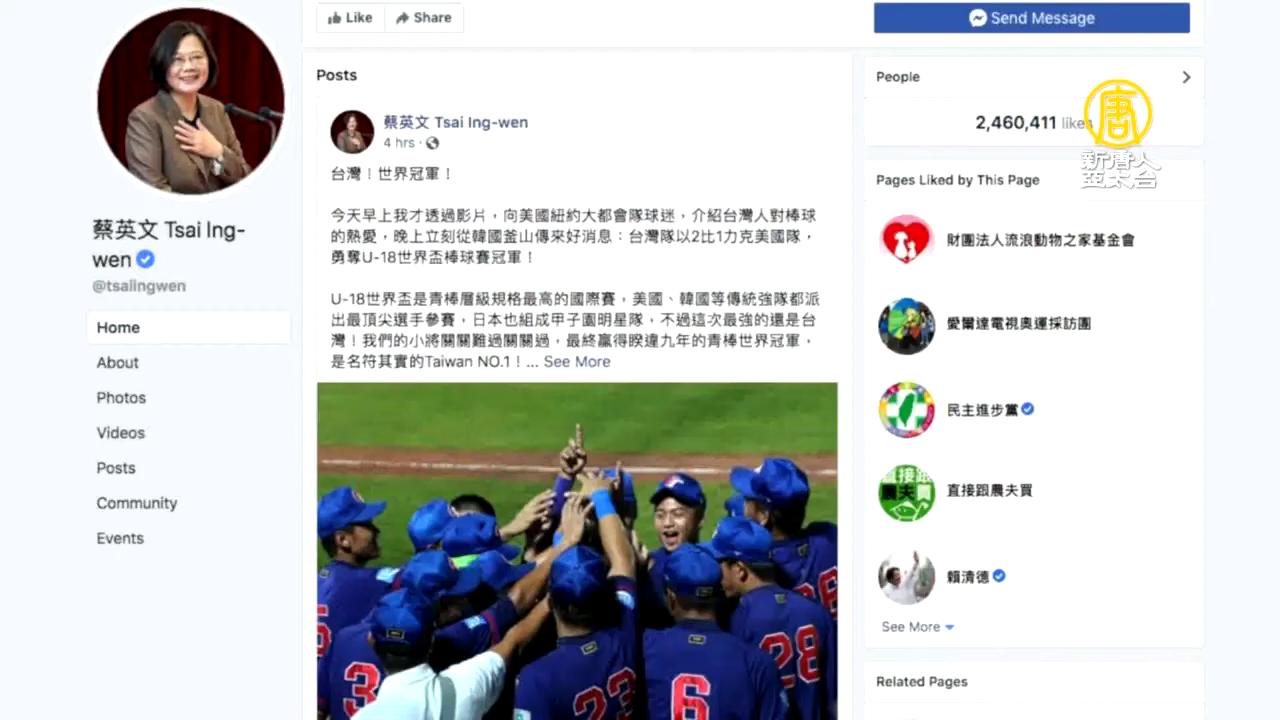 Like
Share
Send Message
Posts
蔡英文 Tsai Ing-wen
4 hrs ·
台灣！世界冠軍！
今天早上我才透過影片，向美國紐約大都會隊球迷，介紹台灣人對棒球
的熱愛，晚上立刻從韓國釜山傳來好消息：台灣隊以2比1力克美國隊，
勇奪U-18世界盃棒球賽冠軍！
U-18世界盃是青棒層級規格最高的國際賽，美國、韓國等傳統強隊都派
出最頂尖選手參賽，日本也組成甲子園明星隊，不過這次最強的還是台
灣！我們的小將關關難過關關過，最終贏得睽違九年的青棒世界冠軍，
是名符其實的Taiwan NO.1！... See More
3
23
6
28
蔡英文 Tsai Ing-
wen
@tsaiingwen
Home
About
Photos
Videos
Posts
Community
Events
People
2,460,411 likes
唐
新唐人
亞太台
Pages Liked by This Page
財團法人流浪動物之家基金會
愛爾達電視奧運採訪團
民主進步黨
直接跟
農夫買
直接跟農夫買
賴清德
See More
Related Pages